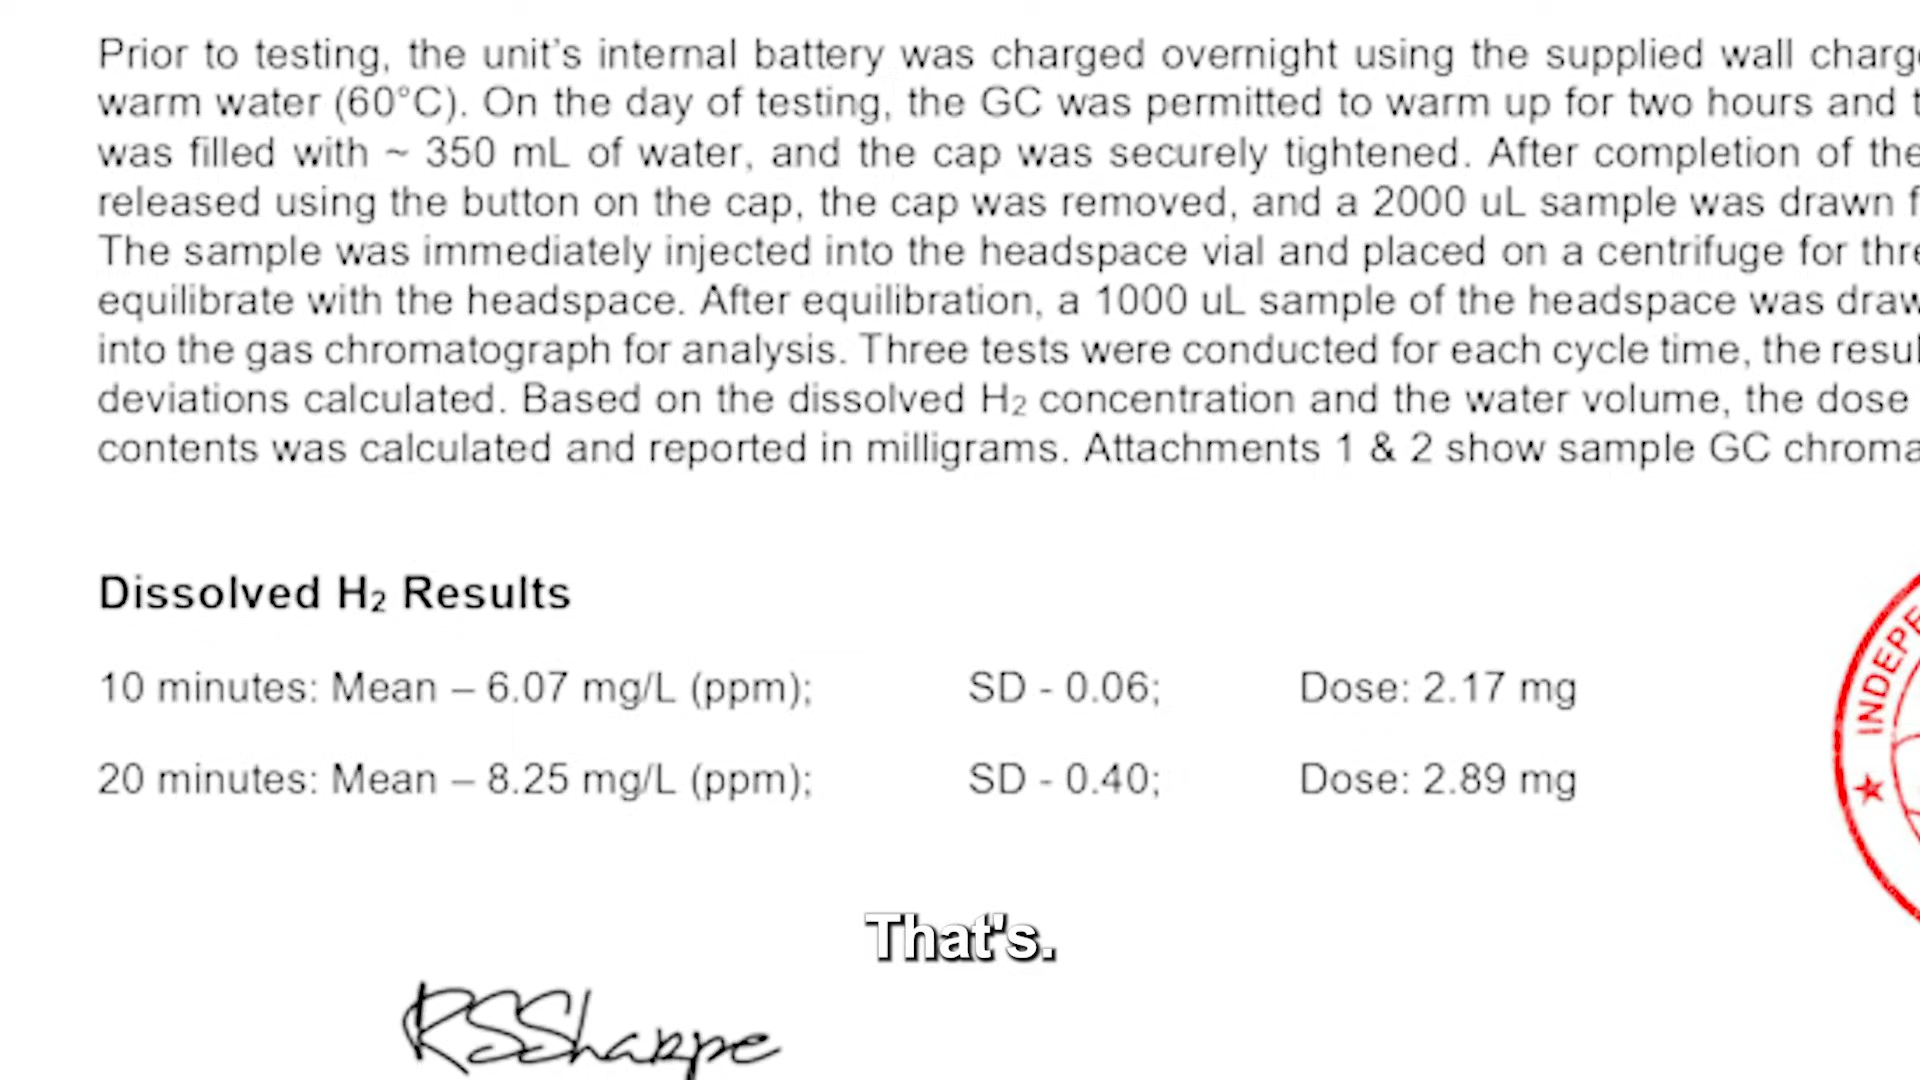 Prior to testing, the unit's internal battery was charged overnight using the supplied wall
warm water (60°C). On the day of testing, the GC was permitted to warm up for two hours and
was filled with ~ 350 mL of water, and the cap was securely tightened. After completion of the
released using the button on the cap, the cap was removed, and a 2000 uL sample was drawn
The sample was immediately injected into the headspace vial and placed on a centrifuge for
equilibrate with the headspace. After equilibration, a 1000 uL sample of the headspace was
into the gas chromatograph for analysis. Three tests were conducted for each cycle time, the
deviations calculated. Based on the dissolved H₂ concentration and the water volume, the dose
contents was calculated and reported in milligrams. Attachments 1 & 2 show sample GC
Dissolved H₂ Results
10 minutes: Mean – 6.07 mg/L (ppm); SD - 0.06; Dose: 2.17 mg
20 minutes: Mean – 8.25 mg/L (ppm); SD - 0.40; Dose: 2.89 mg
That's.
RSSharpe